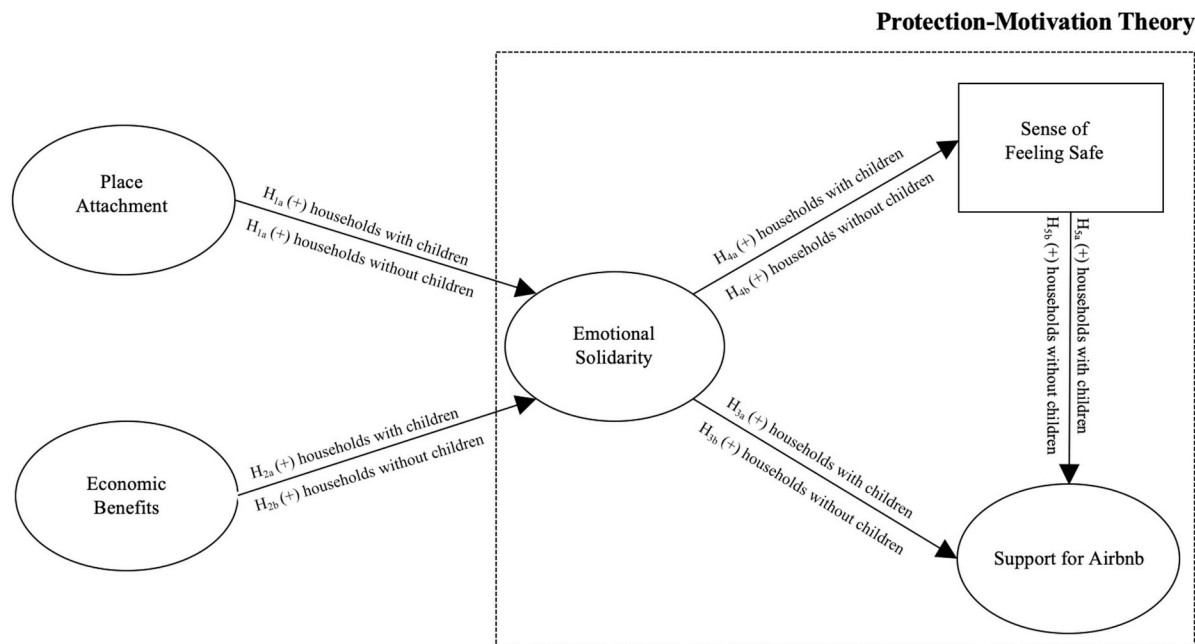 Protection-Motivation Theory
Place
Attachment
H1a (+) households with children
H1a (+) households without children
Economic
Benefits
H2a (+) households with children
H2b (+) households without children
Emotional
Solidarity
H4a (+) households with children
H4b (+) households without children
H3a (+) households with children
H3b (+) households without children
Sense of
Feeling Safe
H5a (+) households with children
H5b (+) households without children
Support for Airbnb